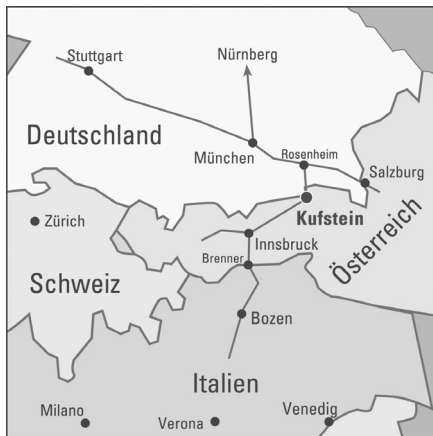 Stuttgart
Nürnberg
Deutschland
München
Rosenheim
Salzburg
Zürich
Kufstein
Innsbruck
Brenner
Österreich
Schweiz
Bozen
Italien
Milano
Verona
Venedig